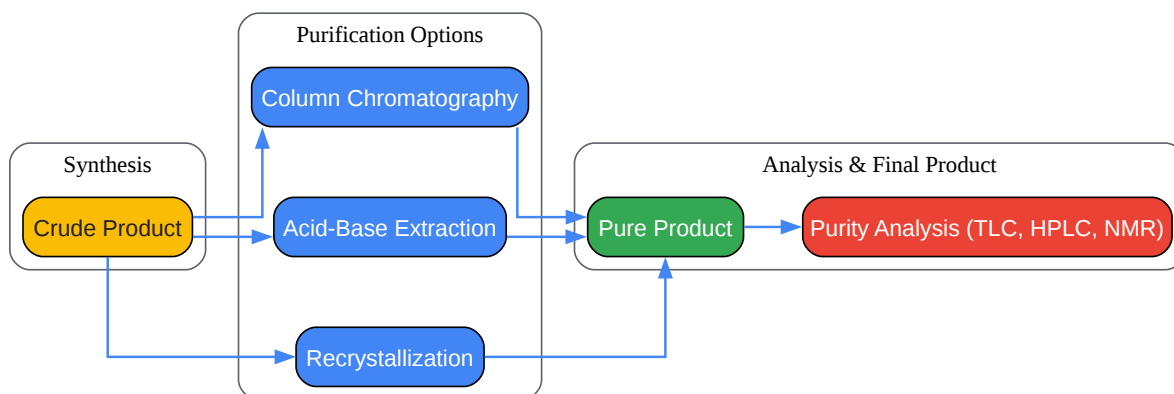 Purification Options
Column Chromatography
Synthesis
Crude Product
Acid-Base Extraction
Recrystallization
Analysis & Final Product
Pure Product
Purity Analysis (TLC, HPLC, NMR)